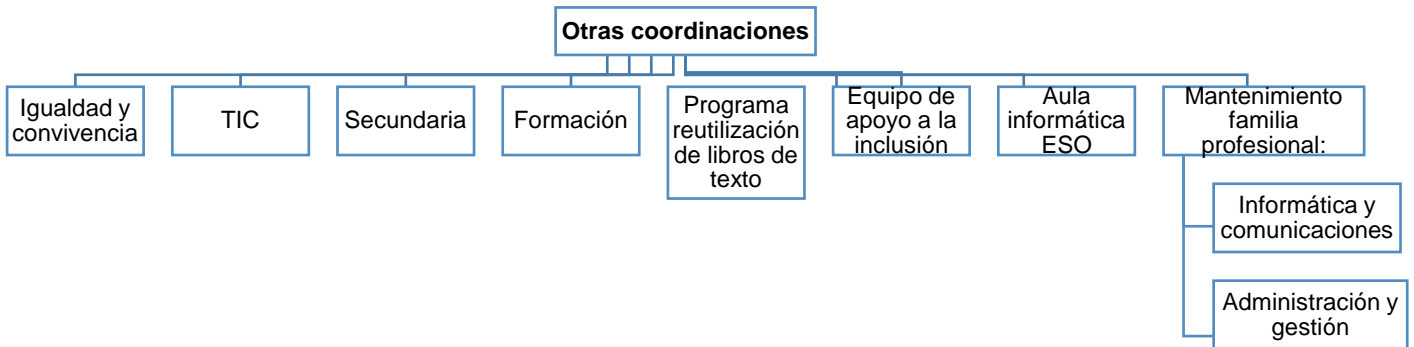 Otras coordinaciones
Igualdad y
convivencia
TIC
Secundaria
Formación
Programa
reutilización
de libros de
texto
Equipo de
apoyo a la
inclusión
Aula
informática
ESO
Mantenimiento
familia
profesional:
Informática y
comunicaciones
Administración y
gestión